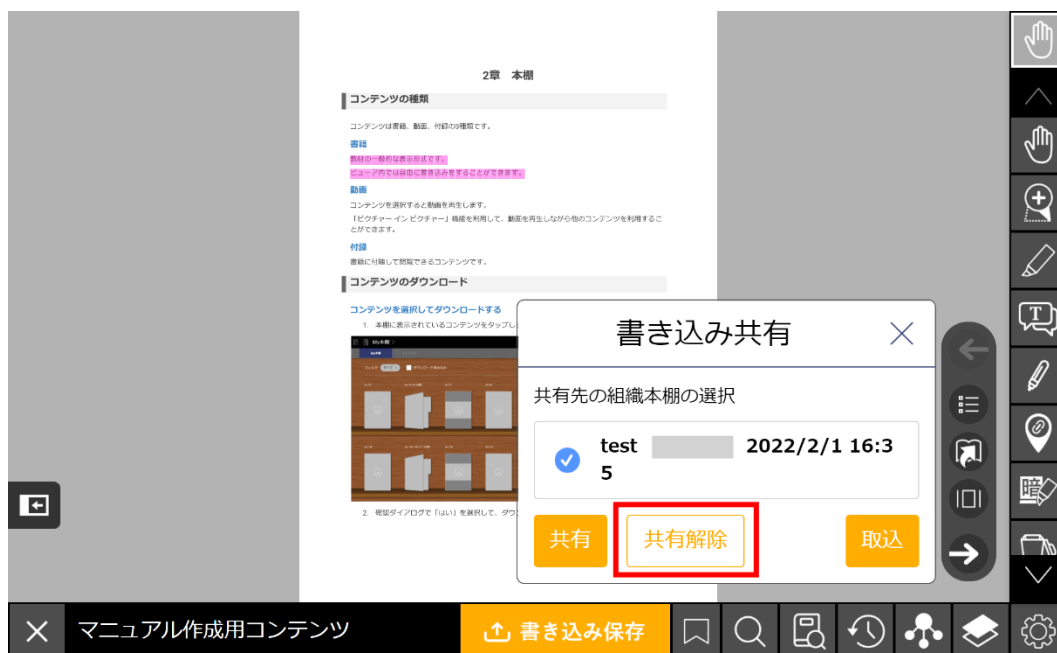 2章 本棚
コンテンツの種類
コンテンツは書籍、動画、付録の3種類です。
書籍
教材の一般的な表示形式です。
ビューア内では自由に書き込みをすることができます。
動画
コンテンツを選択すると動画を再生します。
「ピクチャー イン ピクチャー」機能を利用して、動画を再生しながら他のコンテンツを利用するこ
とができます。
付録
書籍に付随して閲覧できるコンテンツです。
コンテンツのダウンロード
コンテンツを選択してダウンロードする
1. 本棚に表示されているコンテンツをタップし
My本棚
2. 確認ダイアログで「はい」を選択して、ダウ
書き込み共有
共有先の組織本棚の選択
test 2022/2/1 16:3
5
共有
共有解除
取込
T
暗
マニュアル作成用コンテンツ
書き込み保存